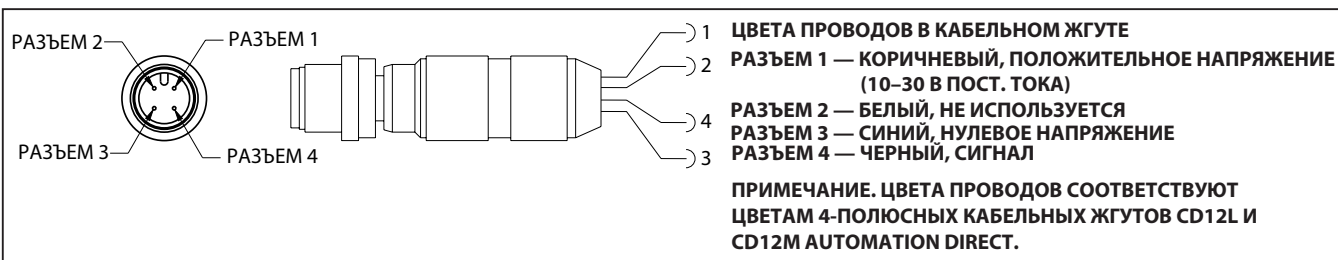 РАЗЪЕМ 2
РАЗЪЕМ 1
РАЗЪЕМ 3
РАЗЪЕМ 4
1
2
4
3
ЦВЕТА ПРОВОДОВ В КАБЕЛЬНОМ ЖГУТЕ
РАЗЪЕМ 1 — КОРИЧНЕВЫЙ, ПОЛОЖИТЕЛЬНОЕ НАПРЯЖЕНИЕ
(10–30 В ПОСТ. ТОКА)
РАЗЪЕМ 2 — БЕЛЫЙ, НЕ ИСПОЛЬЗУЕТСЯ
РАЗЪЕМ 3 — СИНИЙ, НУЛЕВОЕ НАПРЯЖЕНИЕ
РАЗЪЕМ 4 — ЧЕРНЫЙ, СИГНАЛ
ПРИМЕЧАНИЕ. ЦВЕТА ПРОВОДОВ СООТВЕТСТВУЮТ
ЦВЕТАМ 4-ПОЛЮСНЫХ КАБЕЛЬНЫХ ЖГУТОВ CD12L И
CD12M AUTOMATION DIRECT.